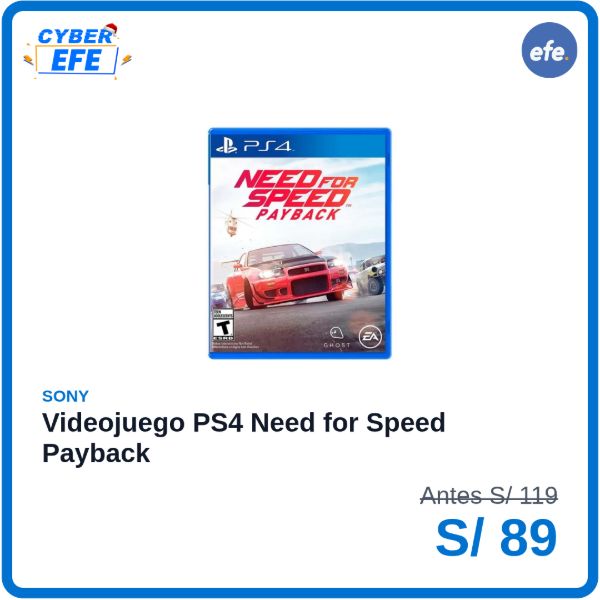 CYBER
EFE
efe.
PS4
NEED FOR
SPEED
PAYBACK
T
ESRB
GHOST
EA
SONY
Videojuego PS4 Need for Speed
Payback
Antes S/ 119
S/ 89